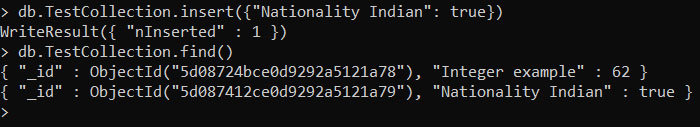 > db.TestCollection.insert({"Nationality Indian": true})
WriteResult({ "nInserted" : 1 })
> db.TestCollection.find()
{ "_id" : ObjectId("5d08724bce0d9292a5121a78"), "Integer example" : 62 }
{ "_id" : ObjectId("5d087412ce0d9292a5121a79"), "Nationality Indian" : true }
>